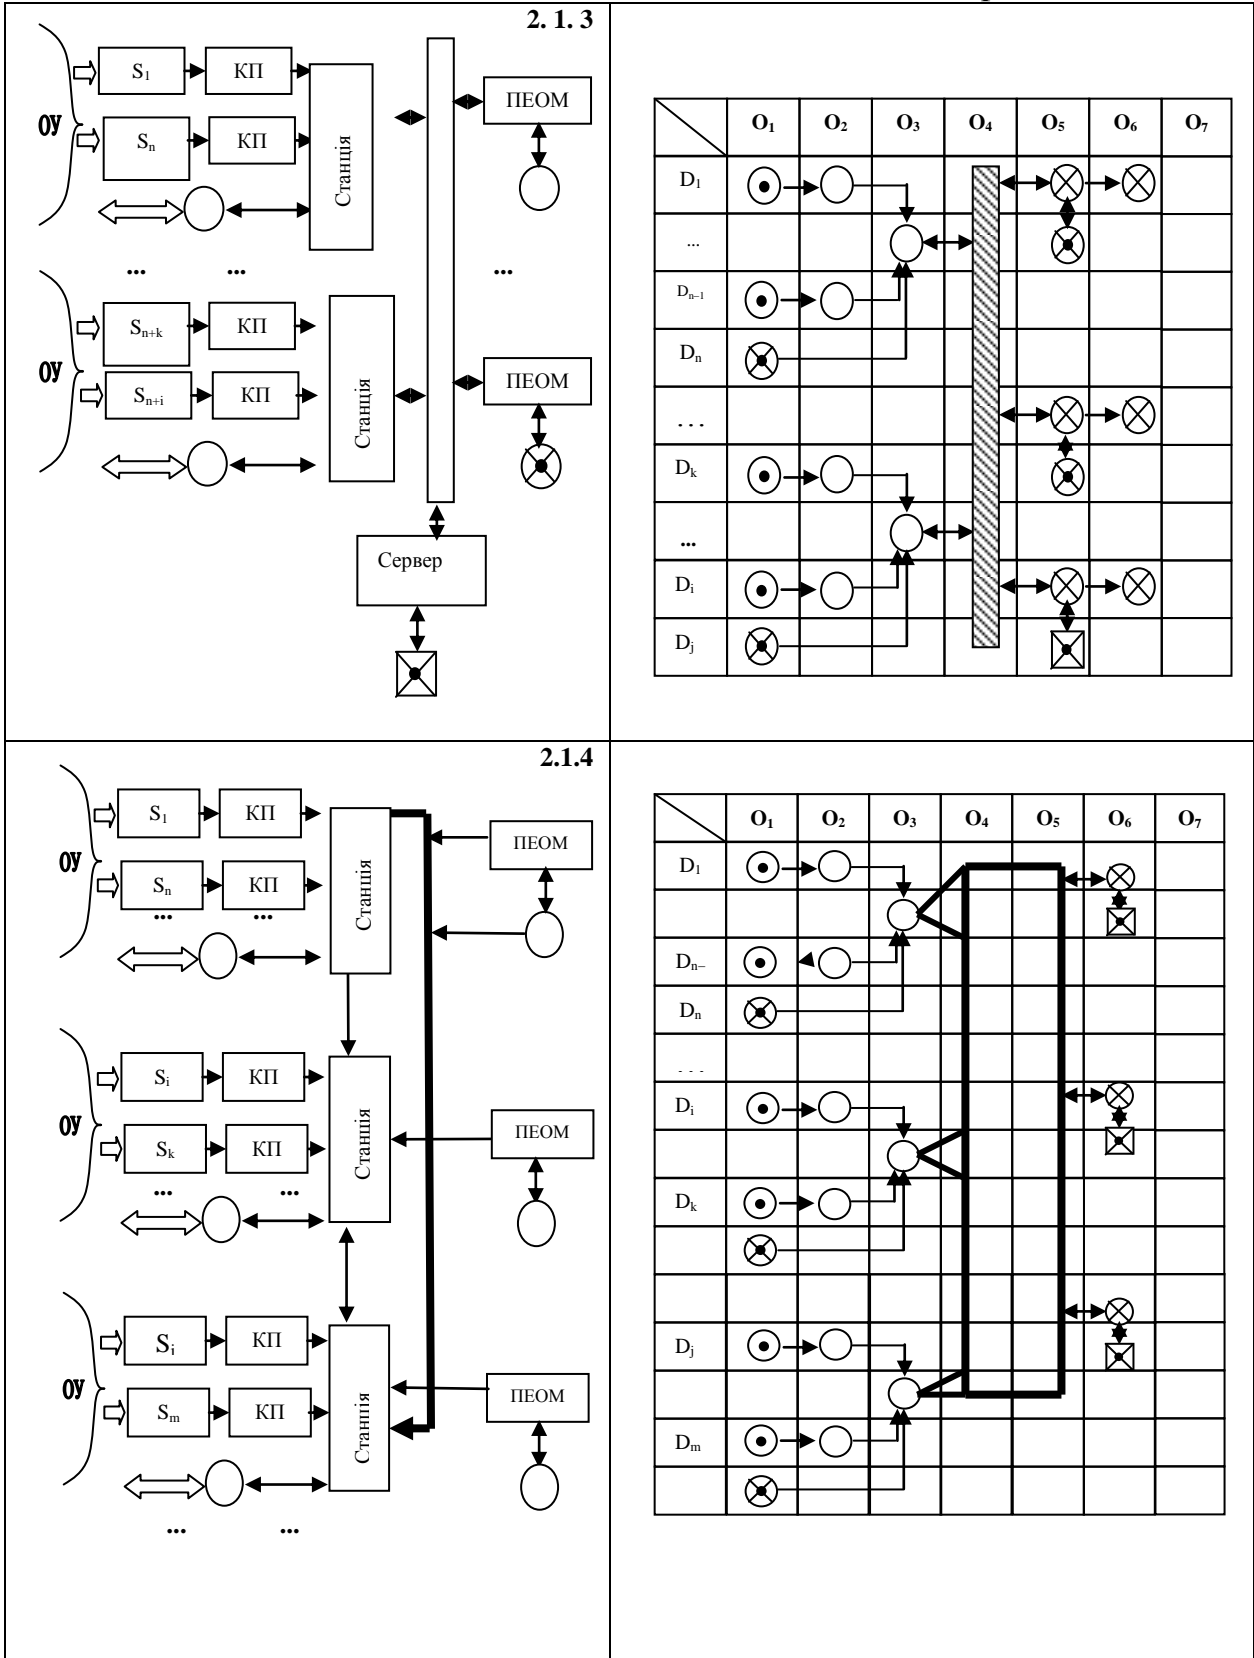 2. 1. 3
ОУ
S1 КП
Sn КП
Станція
ПЕОМ
... ... ...
ОУ
Sn+k КП
Sn+i КП
Станція
ПЕОМ
Сервер
O1 O2 O3 O4 O5 O6 O7
D1
...
Dn–1
Dn
. . .
Dk
...
Di
Dj
2.1.4
ОУ
S1 КП
Sn КП
... ...
Станція
ПЕОМ
ОУ
Si КП
Sk КП
... ...
Станція
ПЕОМ
ОУ
Si КП
Sm КП
Станція
ПЕОМ
... ...
O1 O2 O3 O4 O5 O6 O7
D1
Dn–
Dn
. . .
Di
Dk
Dj
Dm